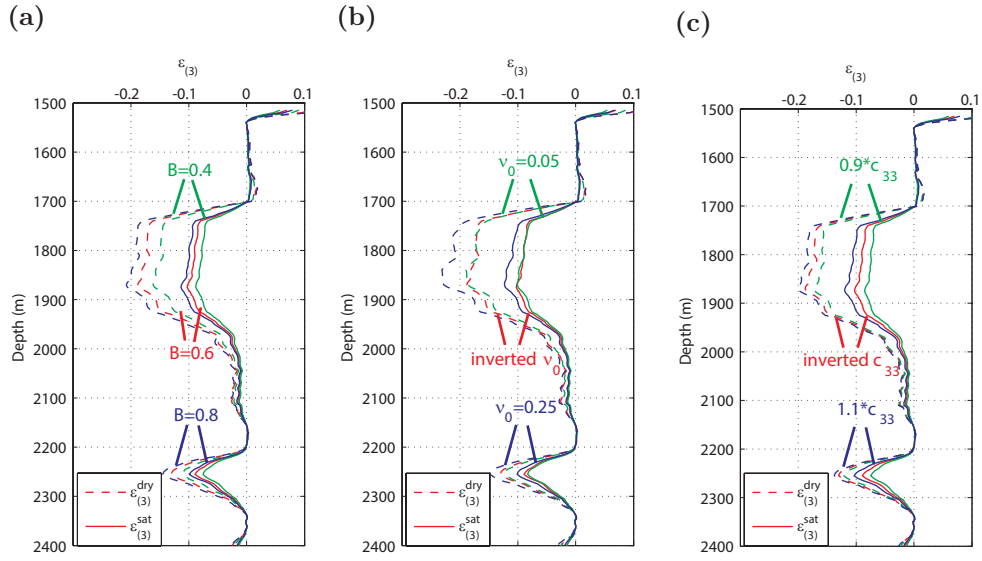 (a)
ε(3)
-0.2 -0.1 0 0.1
1500
1600
1700
1800
1900
2000
2100
2200
2300
2400
Depth (m)
B=0.4
B=0.6
B=0.8
ε(3)^dry
ε(3)^sat
(b)
ε(3)
-0.2 -0.1 0 0.1
1500
1600
1700
1800
1900
2000
2100
2200
2300
2400
Depth (m)
ν0=0.05
inverted ν0
ν0=0.25
ε(3)^dry
ε(3)^sat
(c)
ε(3)
-0.2 -0.1 0 0.1
1500
1600
1700
1800
1900
2000
2100
2200
2300
2400
Depth (m)
0.9*c33
inverted c33
1.1*c33
ε(3)^dry
ε(3)^sat